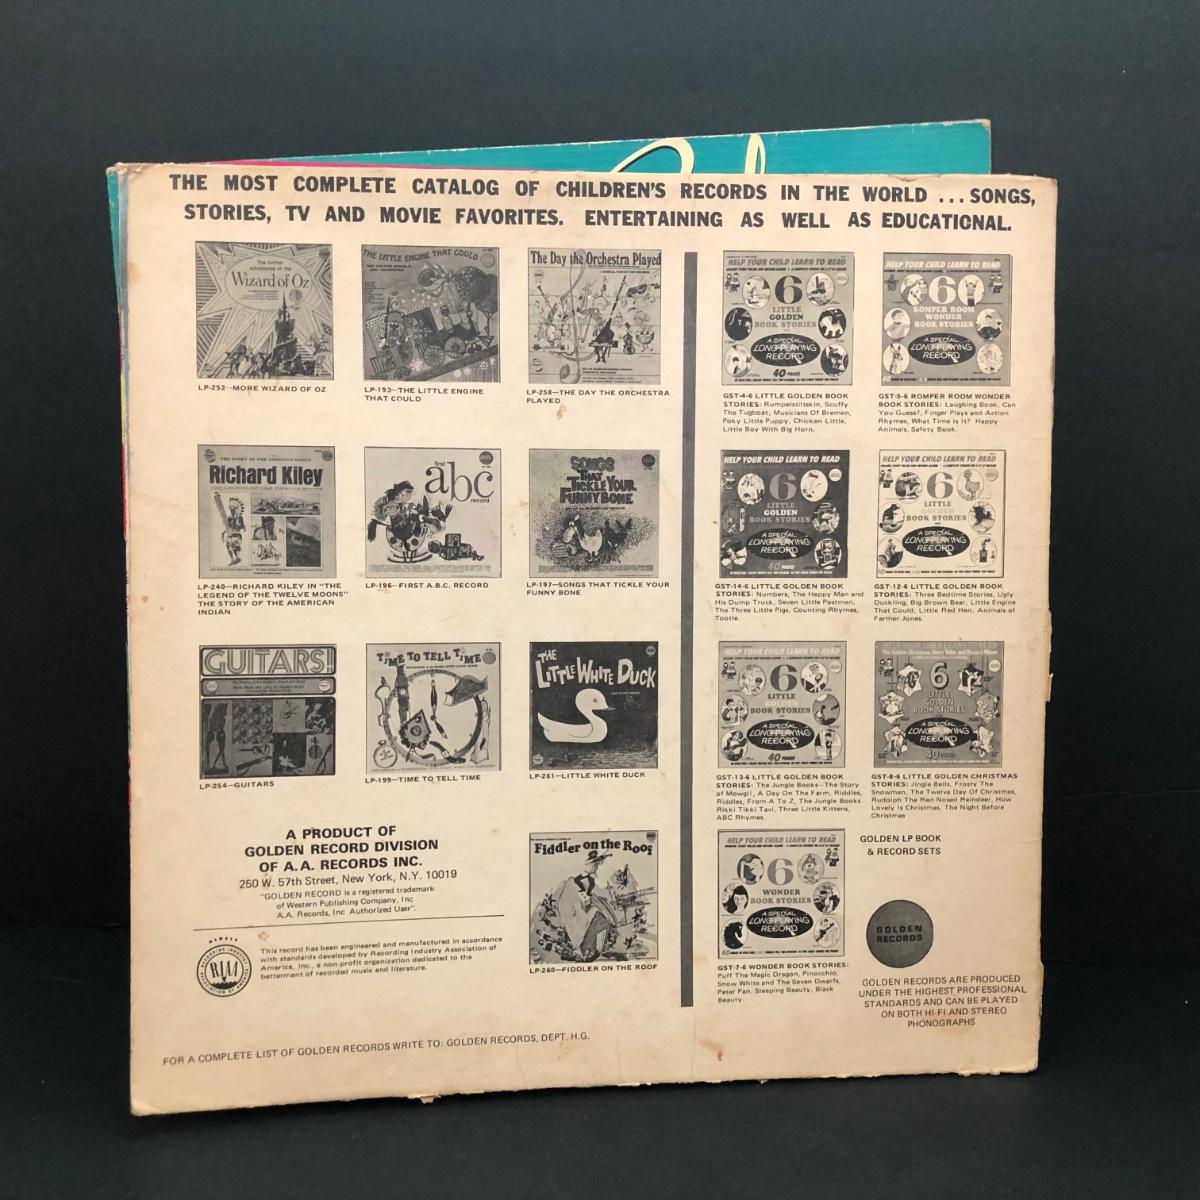 THE MOST COMPLETE CATALOG OF CHILDREN'S RECORDS IN THE WORLD ... SONGS,
STORIES, TV AND MOVIE FAVORITES. ENTERTAINING AS WELL AS EDUCATIONAL.
The further
adventures of the
Wizard of Oz
LP-252--MORE WIZARD OF OZ
THE LITTLE ENGINE THAT COULD
LP-193—THE LITTLE ENGINE
THAT COULD
The Day the Orchestra Played
LP-258—THE DAY THE ORCHESTRA
PLAYED
THE STORY OF THE AMERICAN INDIAN
Richard Kiley
LP-240—RICHARD KILEY IN "THE
LEGEND OF THE TWELVE MOONS"
THE STORY OF THE AMERICAN
INDIAN
first
abc
record
LP-196—FIRST A.B.C. RECORD
SONGS
THAT
TICKLE YOUR
FUNNY BONE
LP-197—SONGS THAT TICKLE YOUR
FUNNY BONE
GUITARS!
LP-254—GUITARS
TIME TO TELL TIME
LP-199—TIME TO TELL TIME
THE
LITTLE WHITE DUCK
LP-261—LITTLE WHITE DUCK
A PRODUCT OF
GOLDEN RECORD DIVISION
OF A.A. RECORDS INC.
250 W. 57th Street, New York, N.Y. 10019
"GOLDEN RECORD is a registered trademark
of Western Publishing Company, Inc
A.A. Records, Inc Authorized User".
MEMBER
RIAA
This record has been engineered and manufactured in accordance
with standards developed by Recording Industry Association of
America, Inc., a non-profit organization dedicated to the
betterment of recorded music and literature.
Fiddler on the Roof
LP-260—FIDDLER ON THE ROOF
FOR A COMPLETE LIST OF GOLDEN RECORDS WRITE TO: GOLDEN RECORDS, DEPT. H.G.
HELP YOUR CHILD LEARN TO READ
6
LITTLE
GOLDEN
BOOK STORIES
A SPECIAL
LONG-PLAYING
RECORD
40 PAGES
GST-4-6 LITTLE GOLDEN BOOK
STORIES: Rumpelstiltskin, Scuffy
The Tugboat, Musicians Of Bremen,
Poky Little Puppy, Chicken Little,
Little Boy With Big Horn.
HELP YOUR CHILD LEARN TO READ
6
ROMPER ROOM
WONDER
BOOK STORIES
A SPECIAL
LONG-PLAYING
RECORD
GST-5-6 ROMPER ROOM WONDER
BOOK STORIES: Laughing Book, Can
You Guess?, Finger Plays and Action
Rhymes, What Time Is It? Happy
Animals, Safety Book.
HELP YOUR CHILD LEARN TO READ
6
LITTLE
GOLDEN
BOOK STORIES
A SPECIAL
LONG-PLAYING
RECORD
40 PAGES
GST-14-6 LITTLE GOLDEN BOOK
STORIES: Numbers, The Happy Man and
His Dump Truck, Seven Little Postmen,
The Three Little Pigs, Counting Rhymes,
Tootle.
HELP YOUR CHILD LEARN TO READ
6
LITTLE
GOLDEN
BOOK STORIES
A SPECIAL
LONG-PLAYING
RECORD
GST-12-6 LITTLE GOLDEN BOOK
STORIES: Three Bedtime Stories, Ugly
Duckling, Big Brown Bear, Little Engine
That Could, Little Red Hen, Animals of
Farmer Jones.
HELP YOUR CHILD LEARN TO READ
6
LITTLE
GOLDEN
BOOK STORIES
A SPECIAL
LONG-PLAYING
RECORD
40 PAGES
GST-13-6 LITTLE GOLDEN BOOK
STORIES: The Jungle Books—The Story
of Mowgli, A Day On The Farm, Riddles,
Riddles, From A To Z, The Jungle Books
Rikki Tikki Tavi, Three Little Kittens,
ABC Rhymes.
6
LITTLE
GOLDEN
BOOK STORIES
A SPECIAL
LONG-PLAYING
RECORD
40 PAGES
GST-8-6 LITTLE GOLDEN CHRISTMAS
STORIES: Jingle Bells, Frosty The
Snowman, The Twelve Day Of Christmas,
Rudolph The Red-Nosed Reindeer, How
Lovely Is Christmas, The Night Before
Christmas
HELP YOUR CHILD LEARN TO READ
6
WONDER
BOOK STORIES
A SPECIAL
LONG-PLAYING
RECORD
GST-7-6 WONDER BOOK STORIES:
Puff The Magic Dragon, Pinocchio,
Snow White and The Seven Dwarfs,
Peter Pan, Sleeping Beauty, Black
Beauty
GOLDEN LP BOOK
& RECORD SETS
GOLDEN
RECORDS
GOLDEN RECORDS ARE PRODUCED
UNDER THE HIGHEST PROFESSIONAL
STANDARDS AND CAN BE PLAYED
ON BOTH HI-FI AND STEREO
PHONOGRAPHS